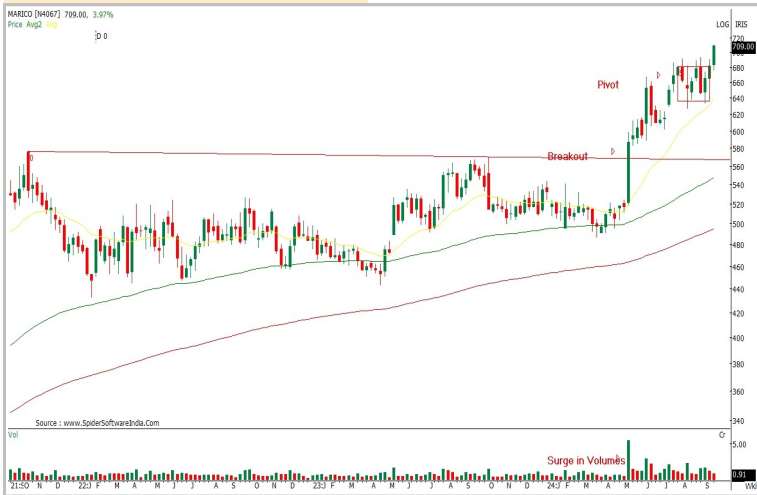 MARICO [N4067] 709.00, 3.97%
Price Avg2 Avg
LOG IRIS
D 0
720
709.00
680
Pivot
660
640
620
600
580
Breakout
0
560
540
520
500
480
460
440
420
400
380
360
340
Source : www.SpiderSoftwareIndia.Com
Vol
Cr
5.00
Surge in Volumes
0.91
21:SO N D 22:J F M A M J J A S O N D 23:J F M A M J J A S O N D 24:J F M A M J J A S Wkl